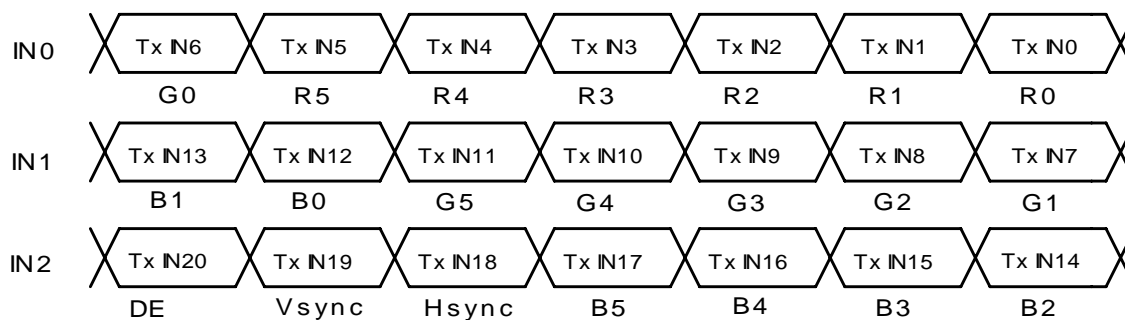 IN0 Tx IN6 Tx IN5 Tx IN4 Tx IN3 Tx IN2 Tx IN1 Tx IN0
G0 R5 R4 R3 R2 R1 R0
IN1 Tx IN13 Tx IN12 Tx IN11 Tx IN10 Tx IN9 Tx IN8 Tx IN7
B1 B0 G5 G4 G3 G2 G1
IN2 Tx IN20 Tx IN19 Tx IN18 Tx IN17 Tx IN16 Tx IN15 Tx IN14
DE Vsync Hsync B5 B4 B3 B2